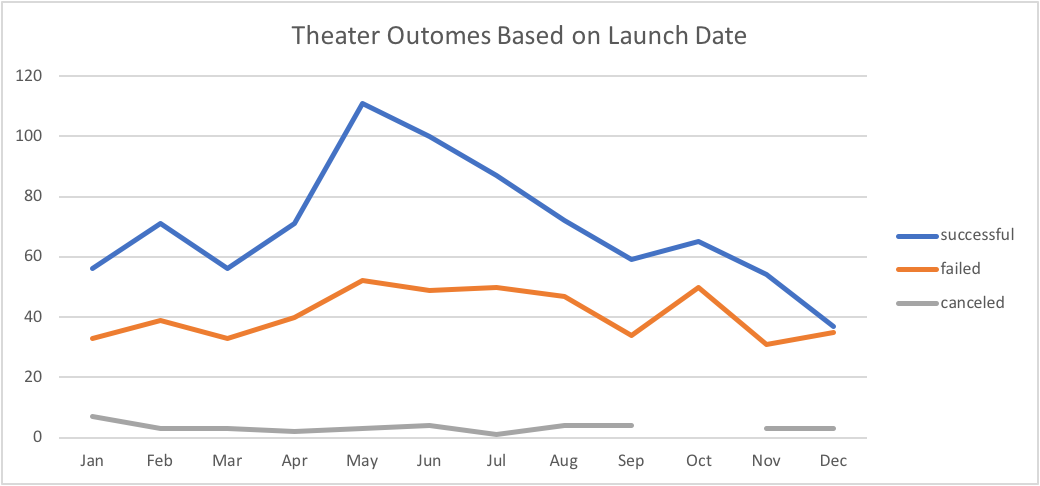 Theater Outomes Based on Launch Date
120
100
80
60
40
20
0
Jan Feb Mar Apr May Jun Jul Aug Sep Oct Nov Dec
successful
failed
canceled